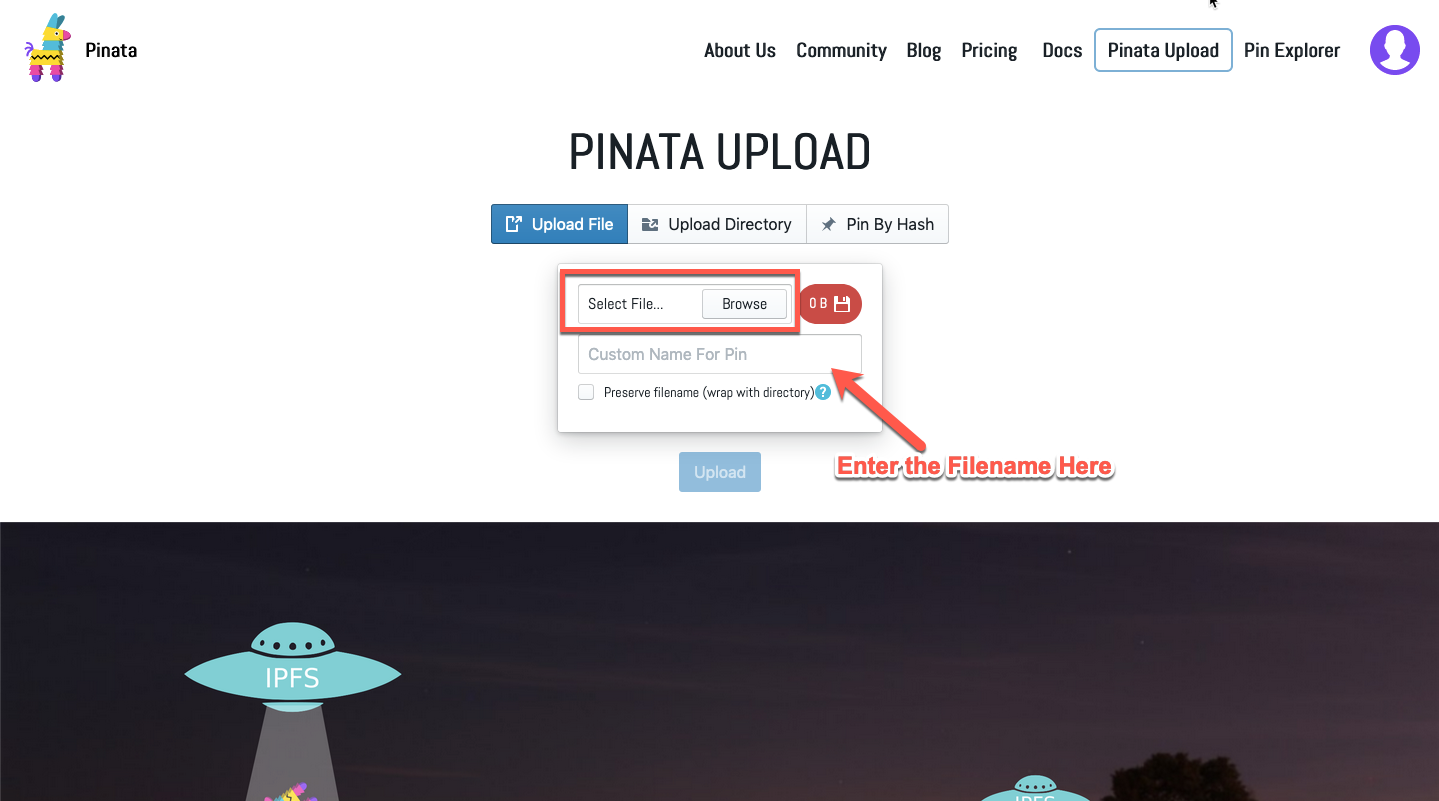 Pinata
About Us Community Blog Pricing Docs Pinata Upload Pin Explorer
PINATA UPLOAD
Upload File Upload Directory Pin By Hash
Select File... Browse 0 B
Custom Name For Pin
Preserve filename (wrap with directory) ?
Enter the Filename Here
Upload
IPFS
IPFS